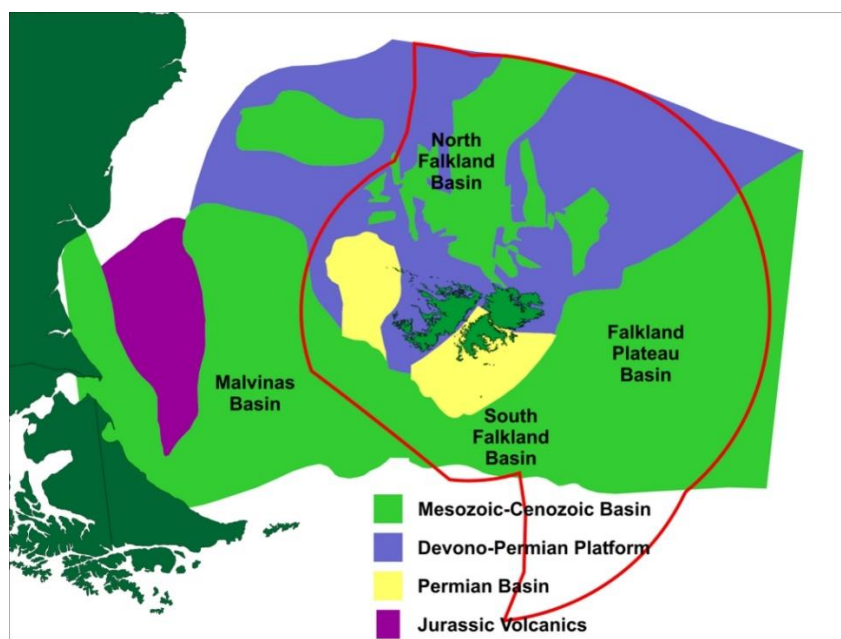 North
Falkland
Basin
Falkland
Plateau
Basin
Malvinas
Basin
South
Falkland
Basin
Mesozoic-Cenozoic Basin
Devono-Permian Platform
Permian Basin
Jurassic Volcanics